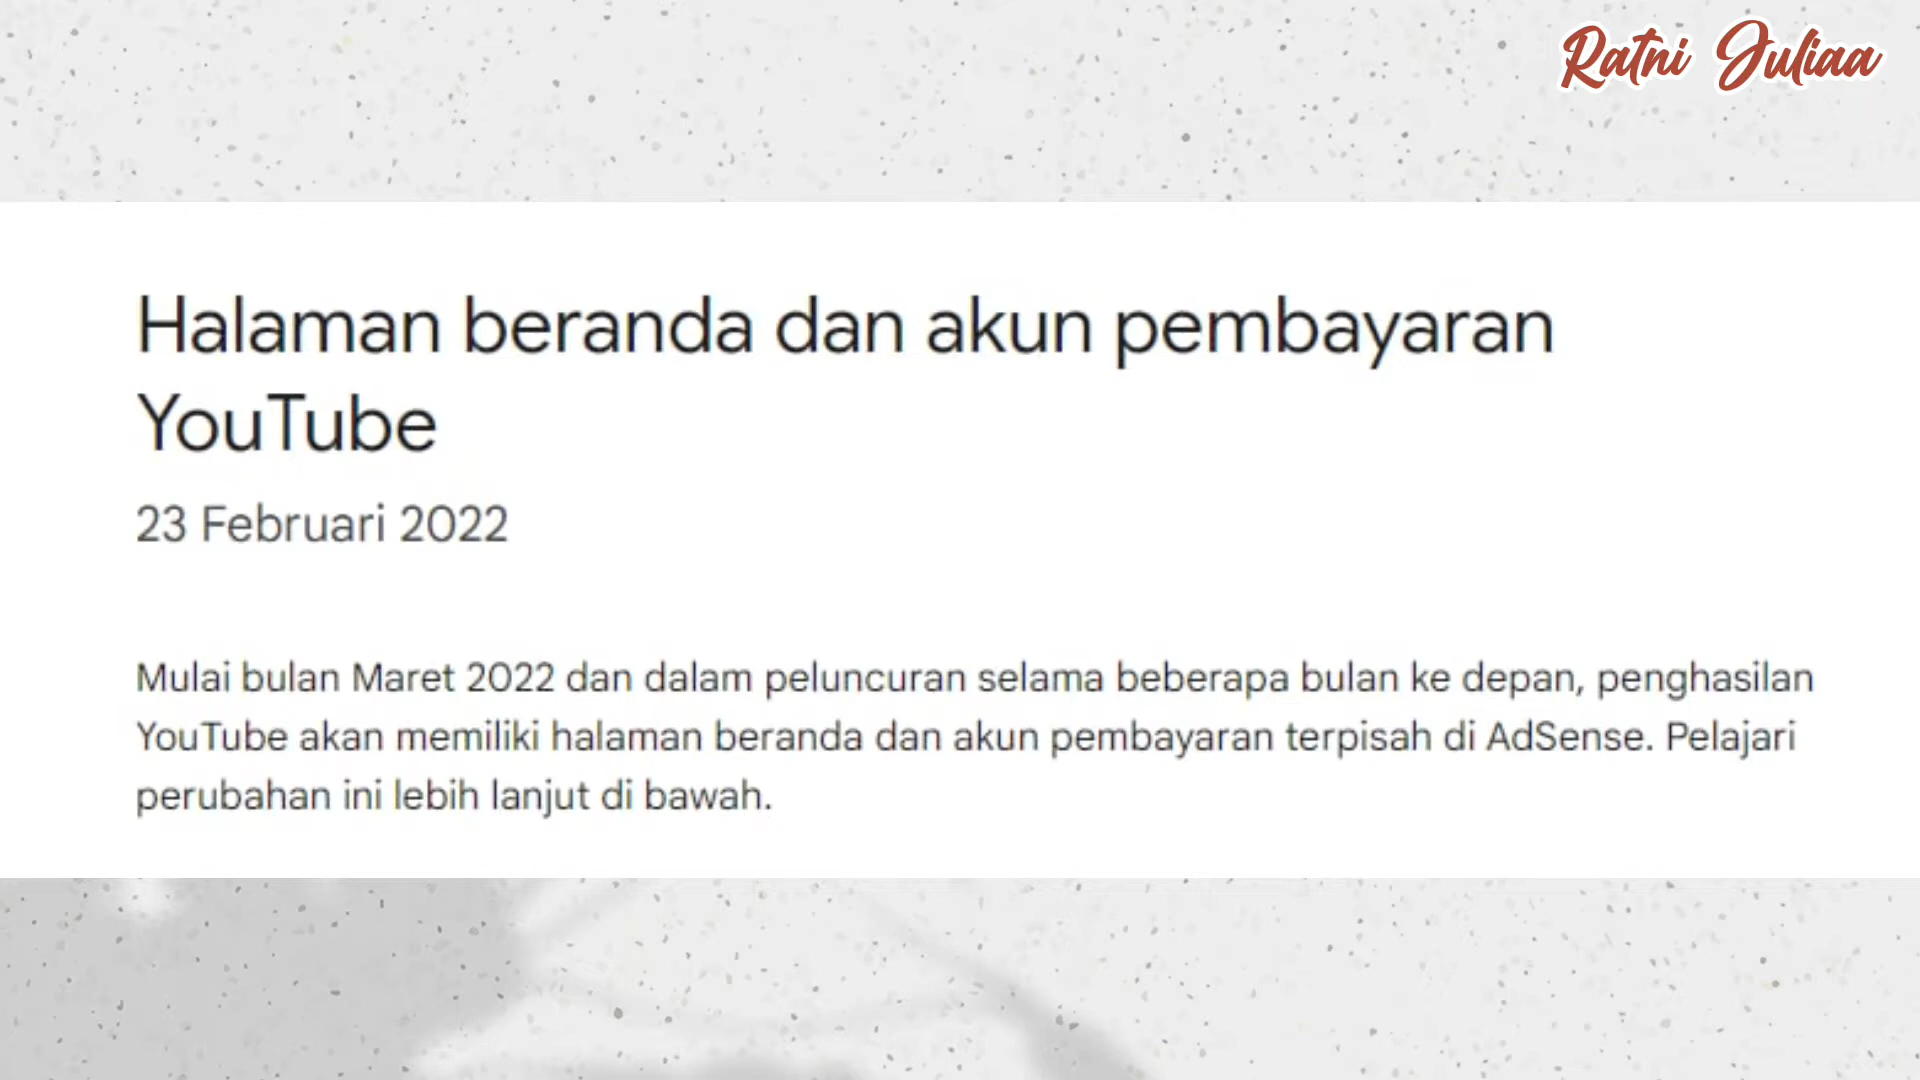 Ratni Juliaa
Halaman beranda dan akun pembayaran
YouTube
23 Februari 2022
Mulai bulan Maret 2022 dan dalam peluncuran selama beberapa bulan ke depan, penghasilan
YouTube akan memiliki halaman beranda dan akun pembayaran terpisah di AdSense. Pelajari
perubahan ini lebih lanjut di bawah.